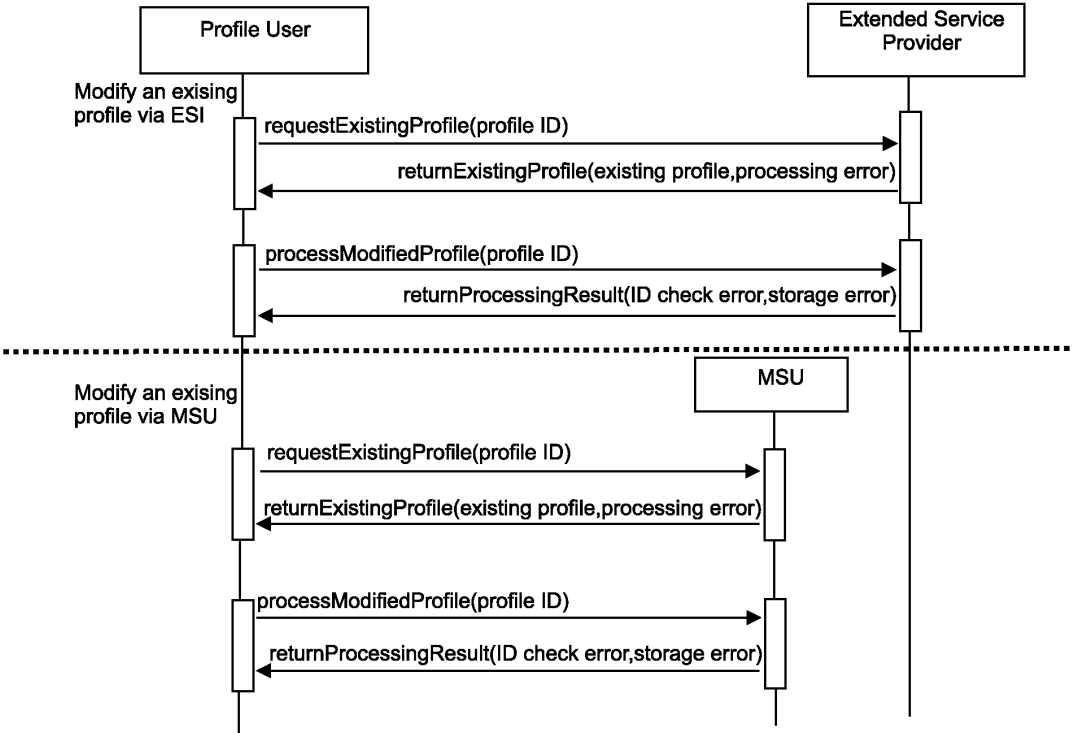 Profile User
Extended Service
Provider
Modify an exising
profile via ESI
requestExistingProfile(profile ID)
returnExistingProfile(existing profile,processing error)
processModifiedProfile(profile ID)
returnProcessingResult(ID check error,storage error)
Modify an exising
profile via MSU
MSU
requestExistingProfile(profile ID)
returnExistingProfile(existing profile,processing error)
processModifiedProfile(profile ID)
returnProcessingResult(ID check error,storage error)